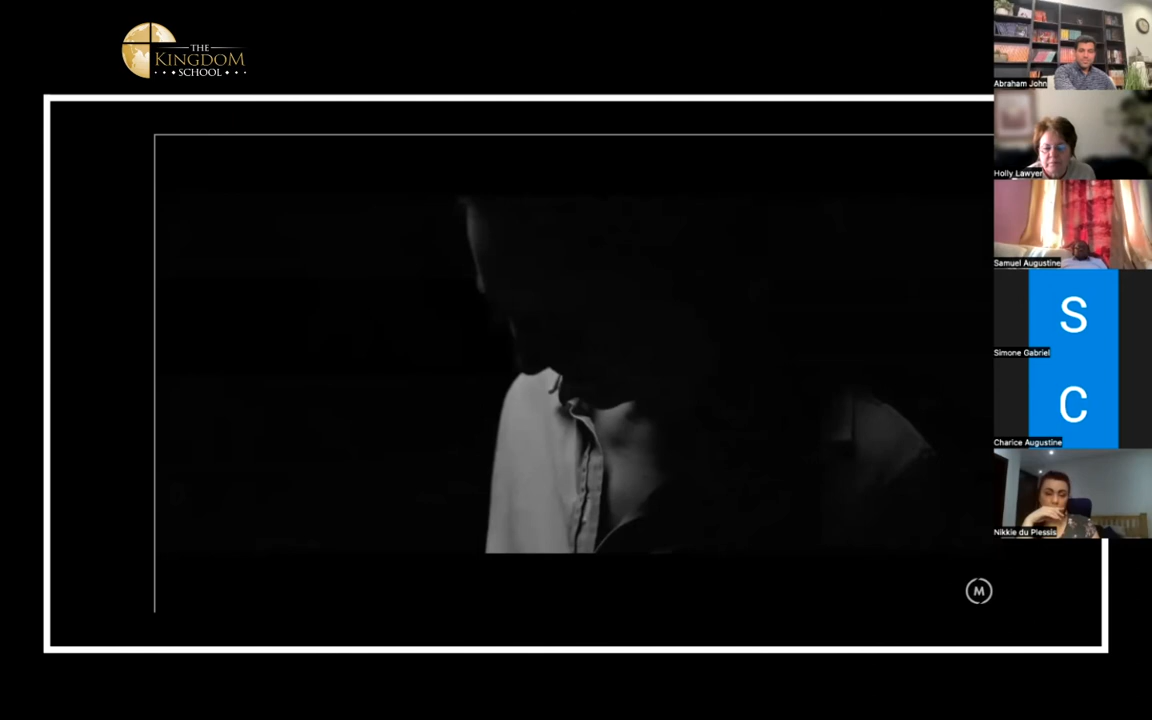 THE
KINGDOM
SCHOOL
Abraham John
Holly Lawyer
Samuel Augustine
S
Simone Gabriel
C
Charice Augustine
Nikkie du Plessis
M